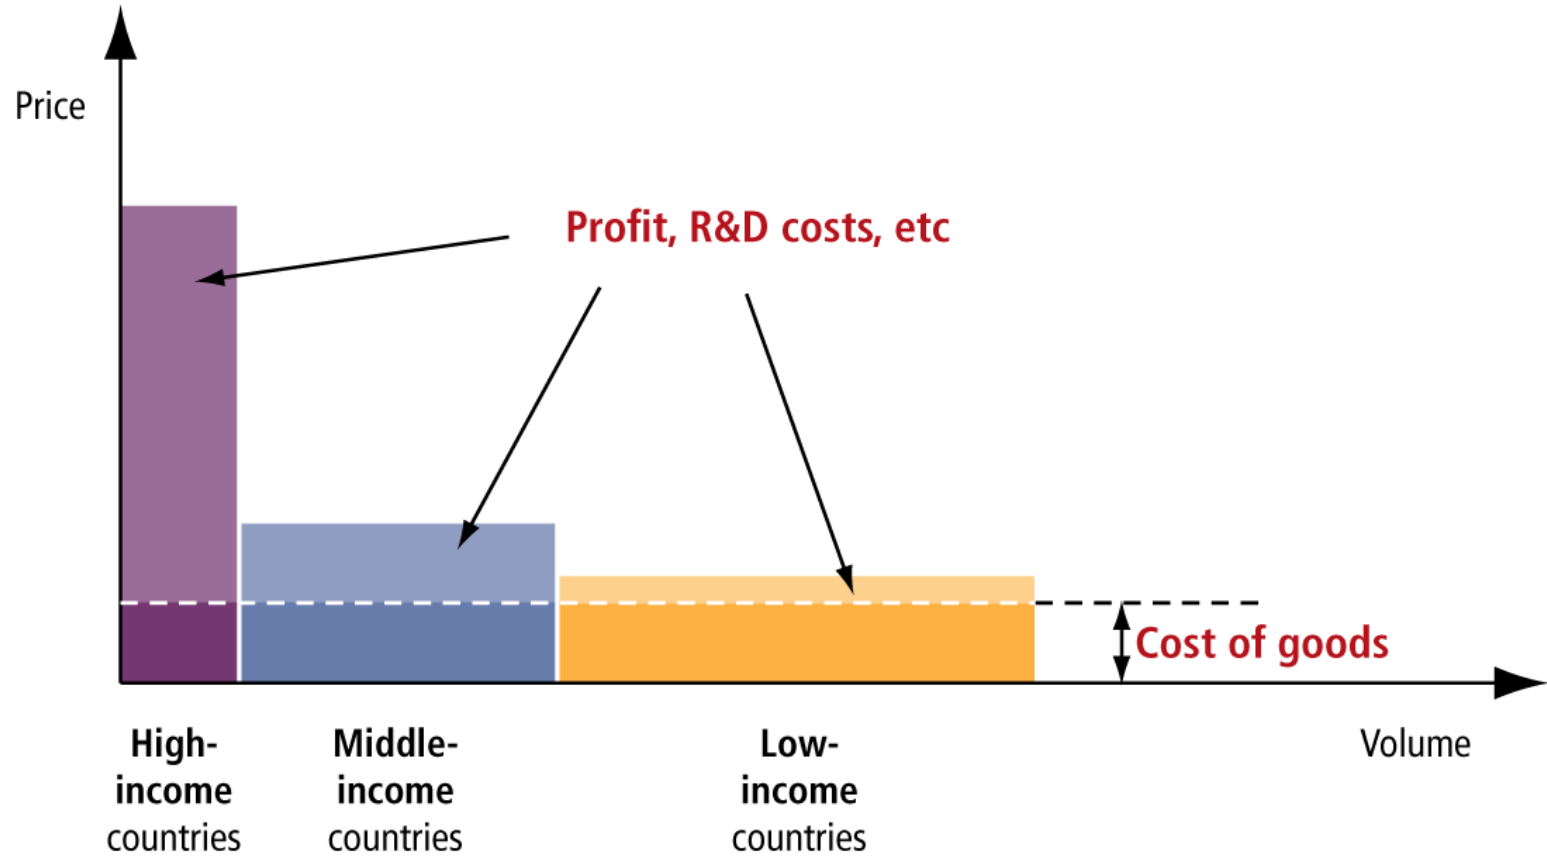 Price
Profit, R&D costs, etc
Cost of goods
High-
income
countries
Middle-
income
countries
Low-
income
countries
Volume